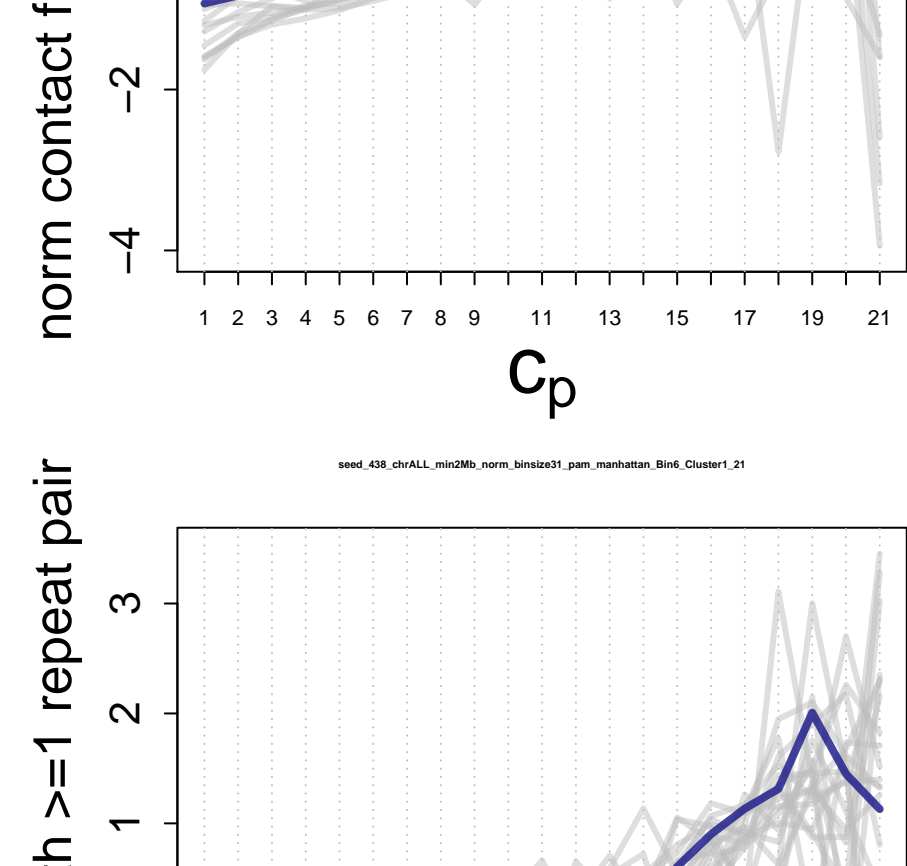 norm contact f
−2
−4
1 2 3 4 5 6 7 8 9 11 13 15 17 19 21
cp
seed_438_chrALL_min2Mb_norm_binsize31_pam_manhattan_Bin6_Cluster1_21
h >=1 repeat pair
3
2
1